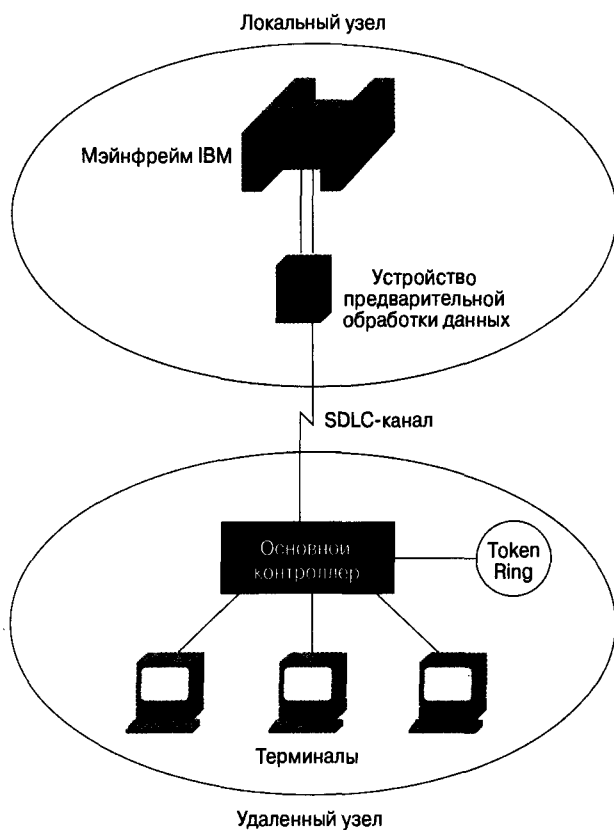 Локальный узел
Мэйнфрейм IBM
Устройство
предварительной
обработки данных
SDLC-канал
Основной
контроллер
Token
Ring
Терминалы
Удаленный узел